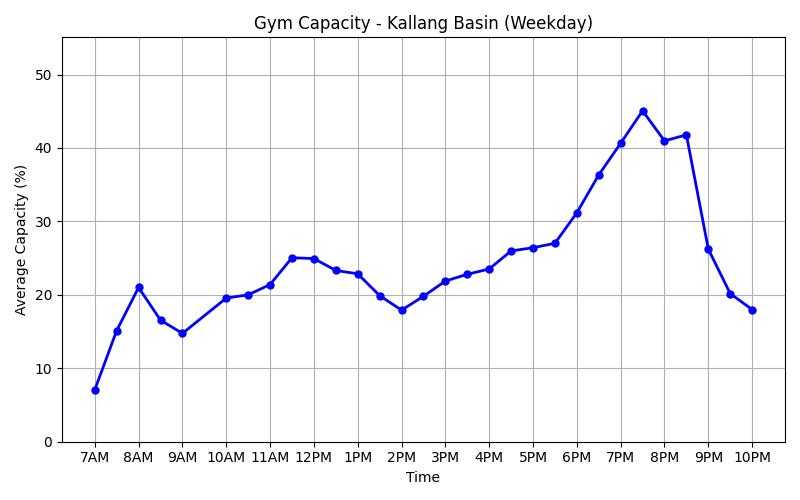 Gym Capacity - Kallang Basin (Weekday)
Average Capacity (%)
50
40
30
20
10
0
7AM 8AM 9AM 10AM 11AM 12PM 1PM 2PM 3PM 4PM 5PM 6PM 7PM 8PM 9PM 10PM
Time